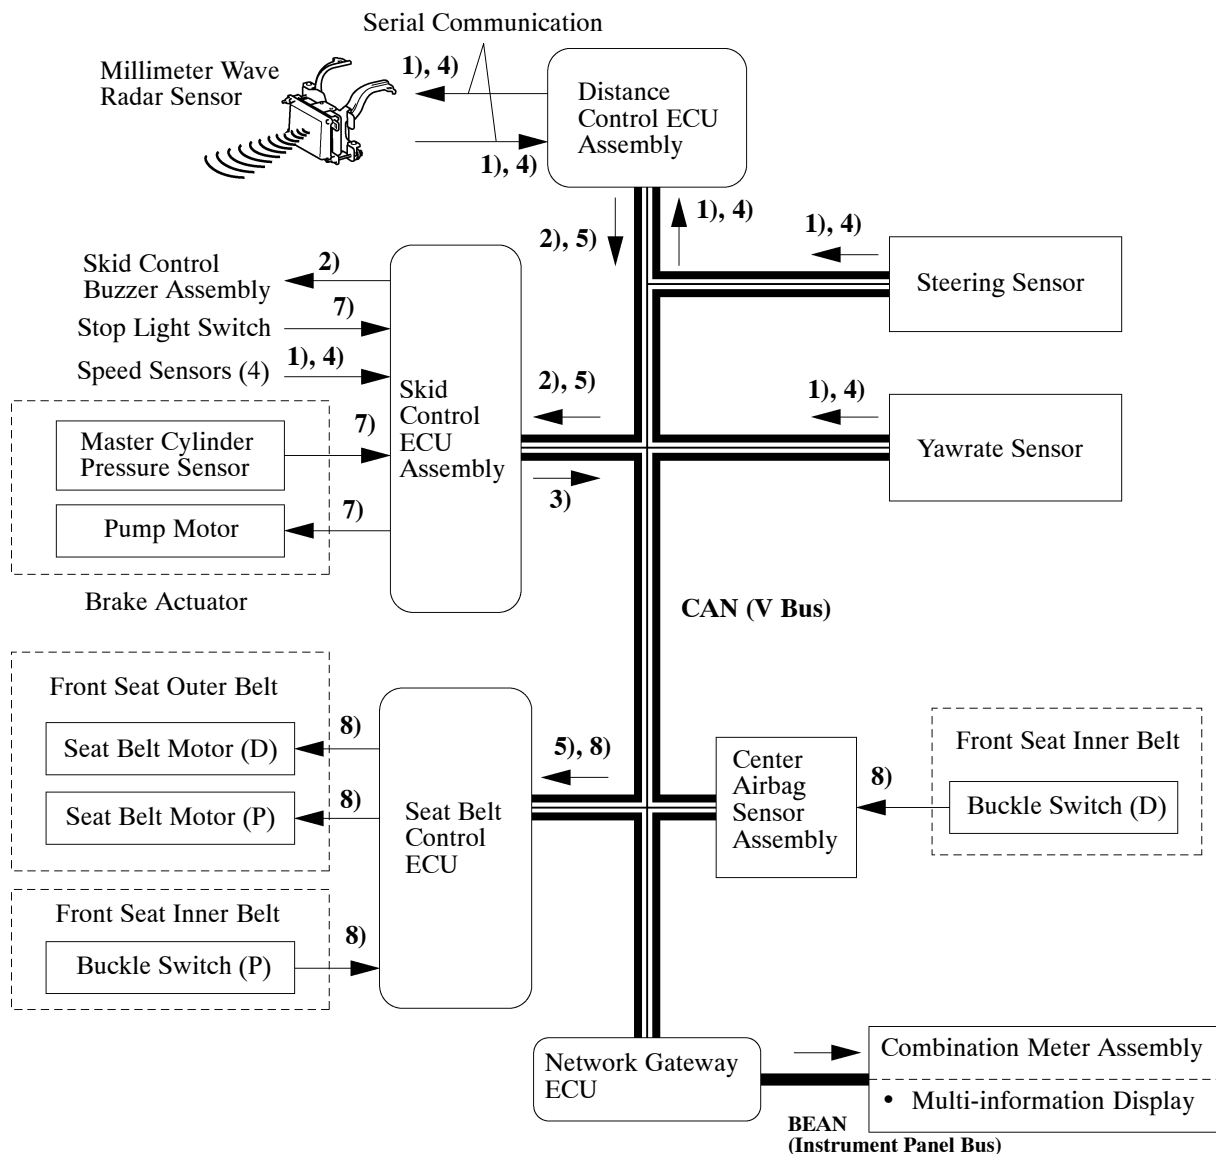 Serial Communication
Millimeter Wave
Radar Sensor
1), 4)
1), 4)
Distance
Control ECU
Assembly
2), 5)
1), 4)
1), 4)
Steering Sensor
Skid Control
Buzzer Assembly
2)
Stop Light Switch
7)
Speed Sensors (4)
1), 4)
Skid
Control
ECU
Assembly
2), 5)
3)
1), 4)
Yawrate Sensor
Master Cylinder
Pressure Sensor
7)
Pump Motor
7)
Brake Actuator
CAN (V Bus)
Front Seat Outer Belt
Seat Belt Motor (D)
8)
Seat Belt Motor (P)
8)
Seat Belt
Control
ECU
5), 8)
Center
Airbag
Sensor
Assembly
8)
Front Seat Inner Belt
Buckle Switch (D)
Front Seat Inner Belt
Buckle Switch (P)
8)
Network Gateway
ECU
Combination Meter Assembly
• Multi-information Display
BEAN
(Instrument Panel Bus)